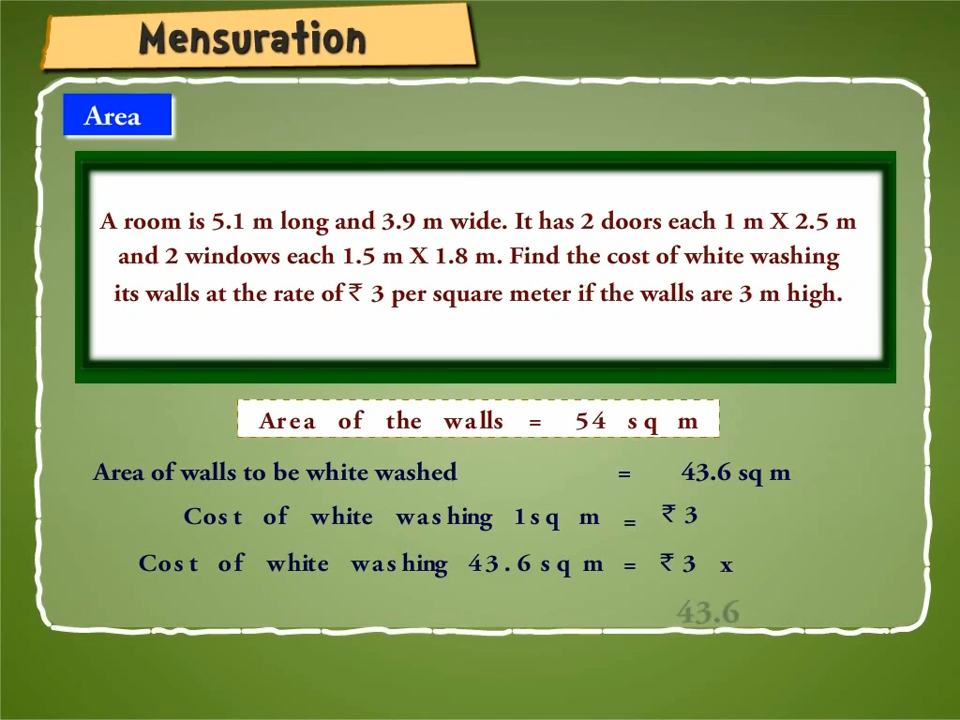 Mensuration
Area
A room is 5.1 m long and 3.9 m wide. It has 2 doors each 1 m X 2.5 m
and 2 windows each 1.5 m X 1.8 m. Find the cost of white washing
its walls at the rate of ₹ 3 per square meter if the walls are 3 m high.
Area of the walls = 54 sq m
Area of walls to be white washed = 43.6 sq m
Cost of white washing 1sq m = ₹ 3
Cost of white washing 43.6 sq m = ₹ 3 x
43.6